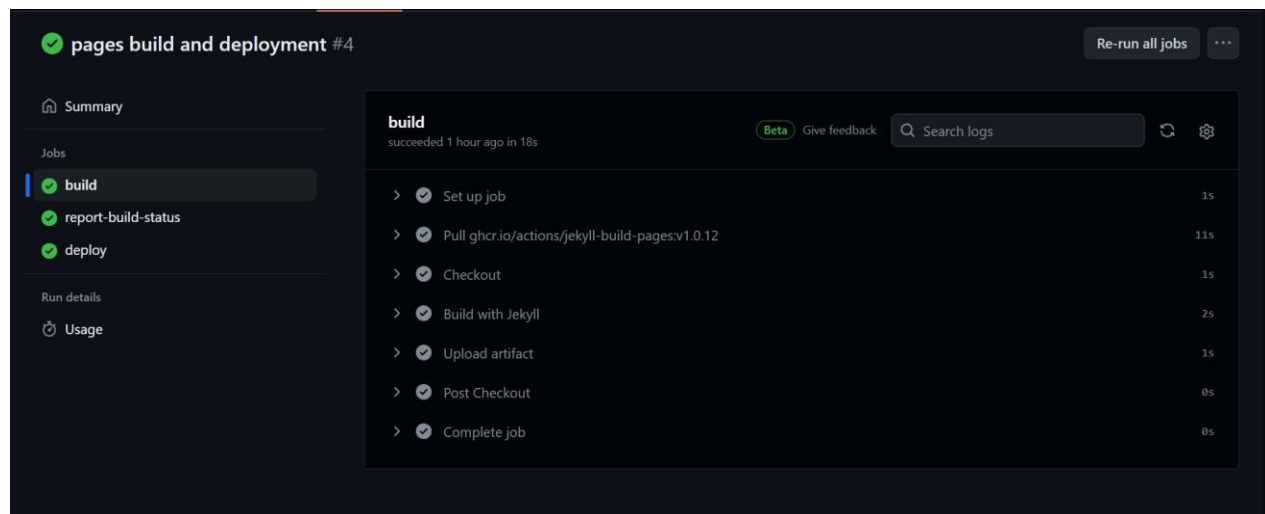 pages build and deployment #4
Re-run all jobs
Summary
Jobs
build
report-build-status
deploy
Run details
Usage
build
succeeded 1 hour ago in 18s
Beta Give feedback
Search logs
Set up job 1s
Pull ghcr.io/actions/jekyll-build-pages:v1.0.12 11s
Checkout 1s
Build with Jekyll 2s
Upload artifact 1s
Post Checkout 0s
Complete job 0s